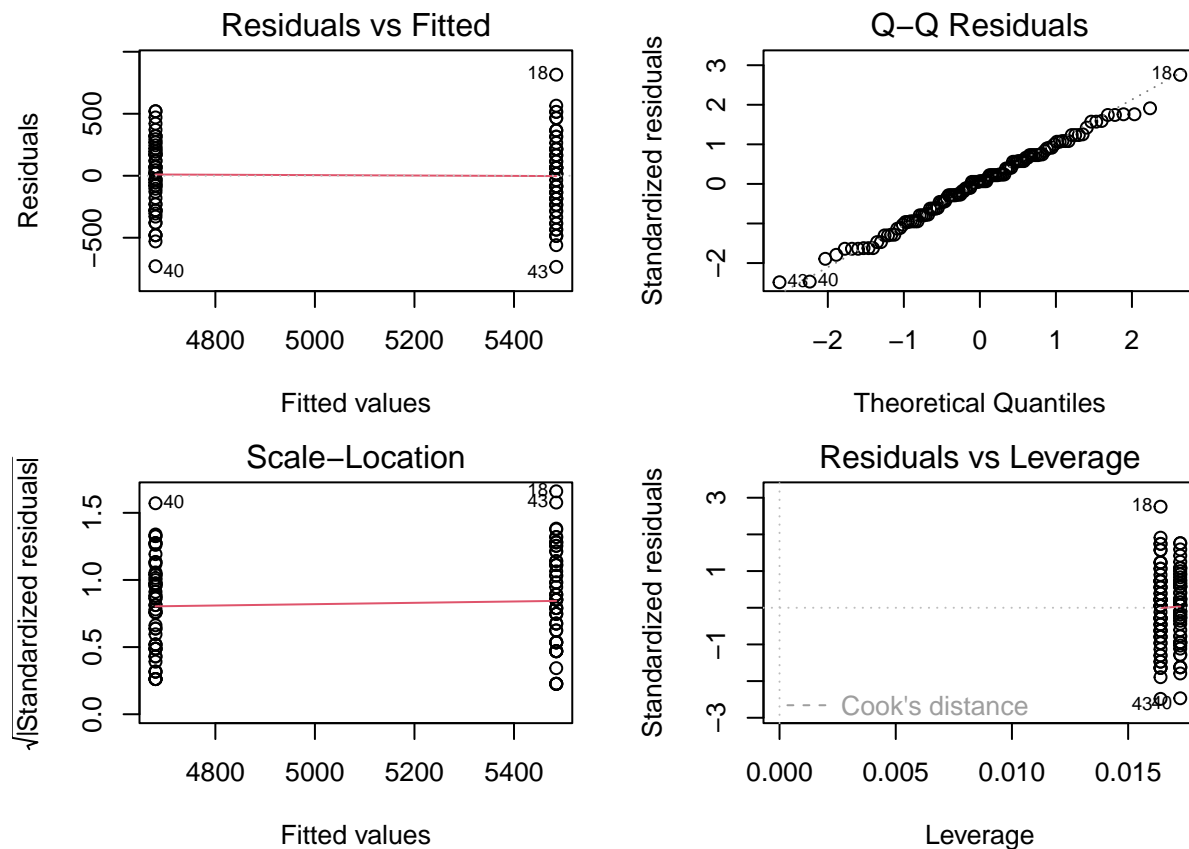 Residuals vs Fitted
Residuals
500
0
−500
18
40
43
4800 5000 5200 5400
Fitted values
Q−Q Residuals
Standardized residuals
3
2
1
0
−2
18
43
40
−2 −1 0 1 2
Theoretical Quantiles
Scale−Location
√|Standardized residuals|
1.5
1.0
0.5
0.0
40
18
43
4800 5000 5200 5400
Fitted values
Residuals vs Leverage
Standardized residuals
3
1
−1
−3
18
43
40
Cook's distance
0.000 0.005 0.010 0.015
Leverage